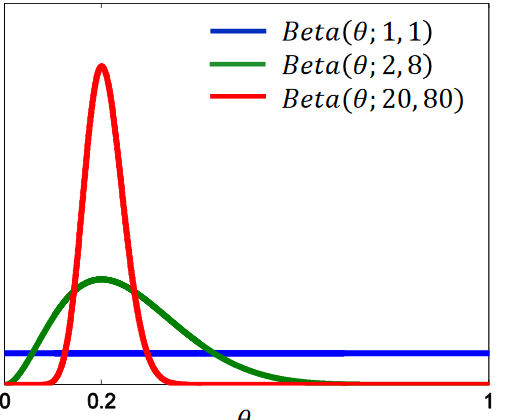 Beta(θ; 1, 1)
Beta(θ; 2, 8)
Beta(θ; 20, 80)
0 0.2 1
θ